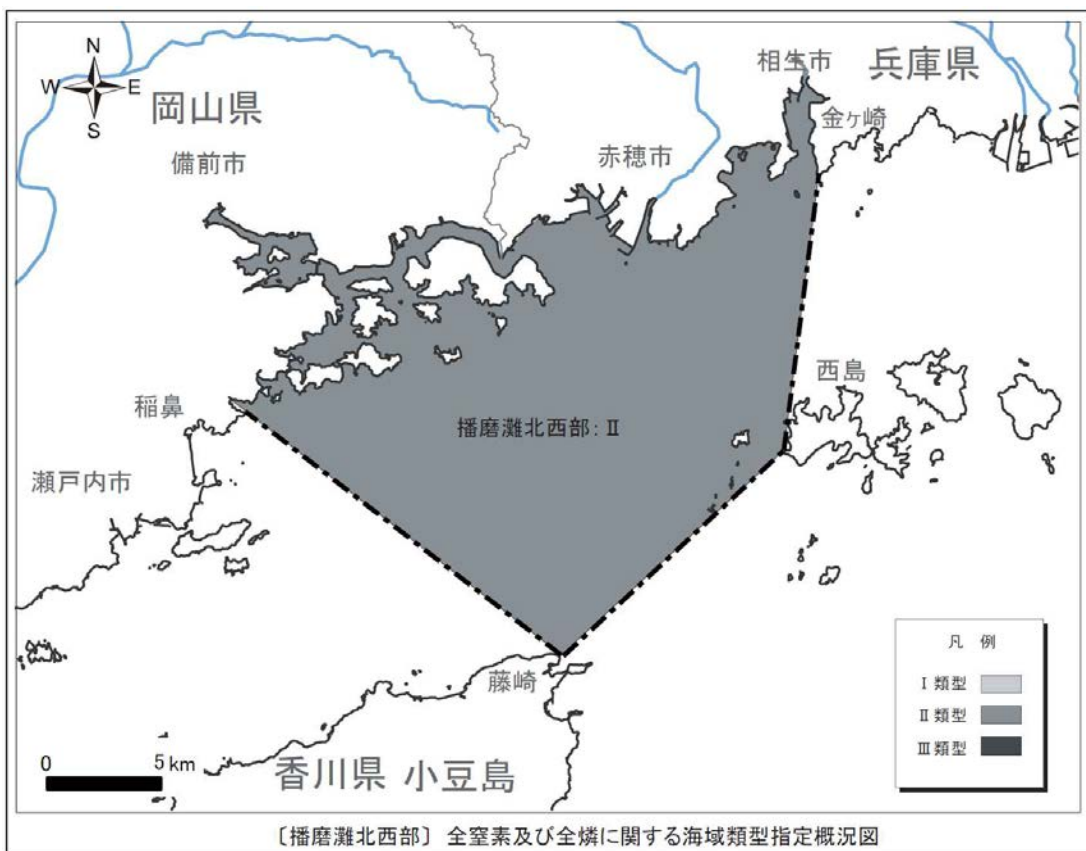 N
W E
S
岡山県
備前市
相生市
兵庫県
金ヶ崎
赤穂市
稲鼻
瀬戸内市
播磨灘北西部：Ⅱ
西島
藤崎
香川県 小豆島
0 5 km
凡 例
Ⅰ類型
Ⅱ類型
Ⅲ類型
〔播磨灘北西部〕 全窒素及び全燐に関する海域類型指定概況図